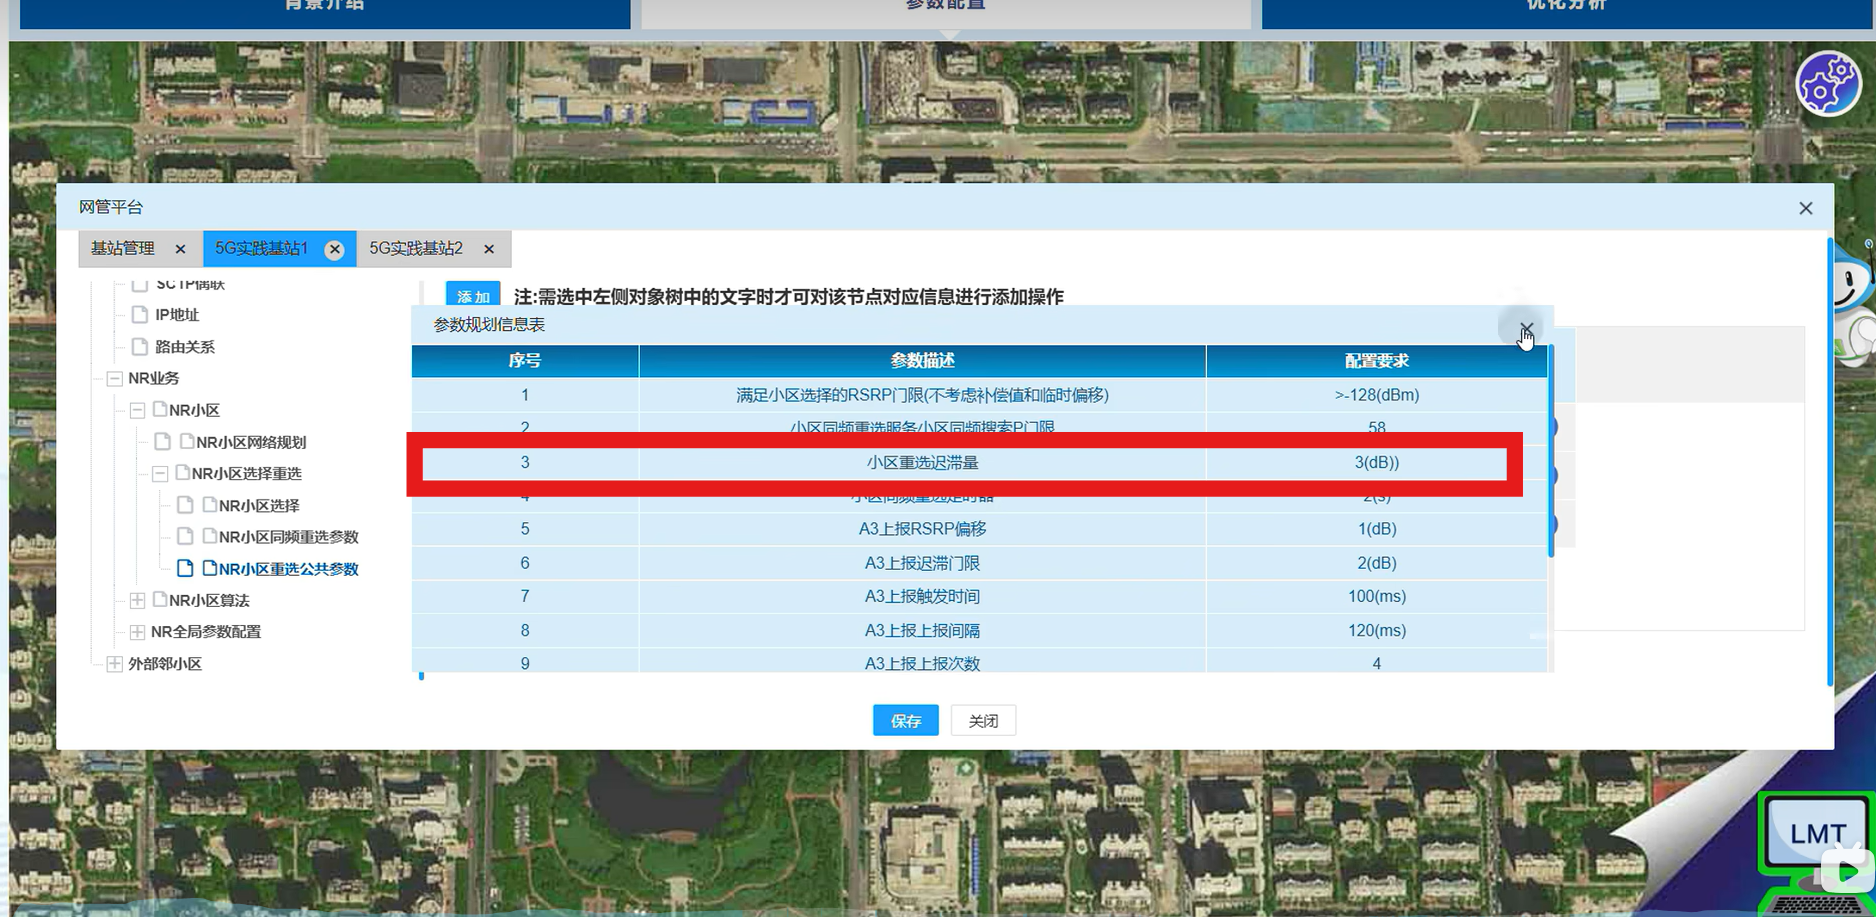 背景介绍
参数配置
优化分析
网管平台
基站管理
5G实践基站1
5G实践基站2
SCTP偶联
IP地址
路由关系
NR业务
NR小区
NR小区网络规划
NR小区选择重选
NR小区选择
NR小区同频重选参数
NR小区重选公共参数
NR小区算法
NR全局参数配置
外部邻小区
添加
注:需选中左侧对象树中的文字时才可对该节点对应信息进行添加操作
参数规划信息表
序号 参数描述 配置要求
1 满足小区选择的RSRP门限(不考虑补偿值和临时偏移) >-128(dBm)
2 小区同频重选服务小区同频搜索P门限 58
3 小区重选迟滞量 3(dB))
4 小区同频重选定时器 2(s)
5 A3上报RSRP偏移 1(dB)
6 A3上报迟滞门限 2(dB)
7 A3上报触发时间 100(ms)
8 A3上报上报间隔 120(ms)
9 A3上报上报次数 4
保存
关闭
LMT